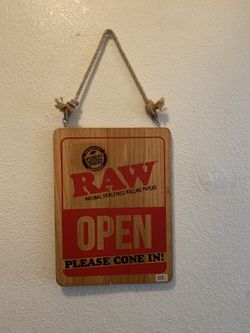 RAW
NATURAL UNREFINED ROLLING PAPERS
OPEN
PLEASE CONE IN!